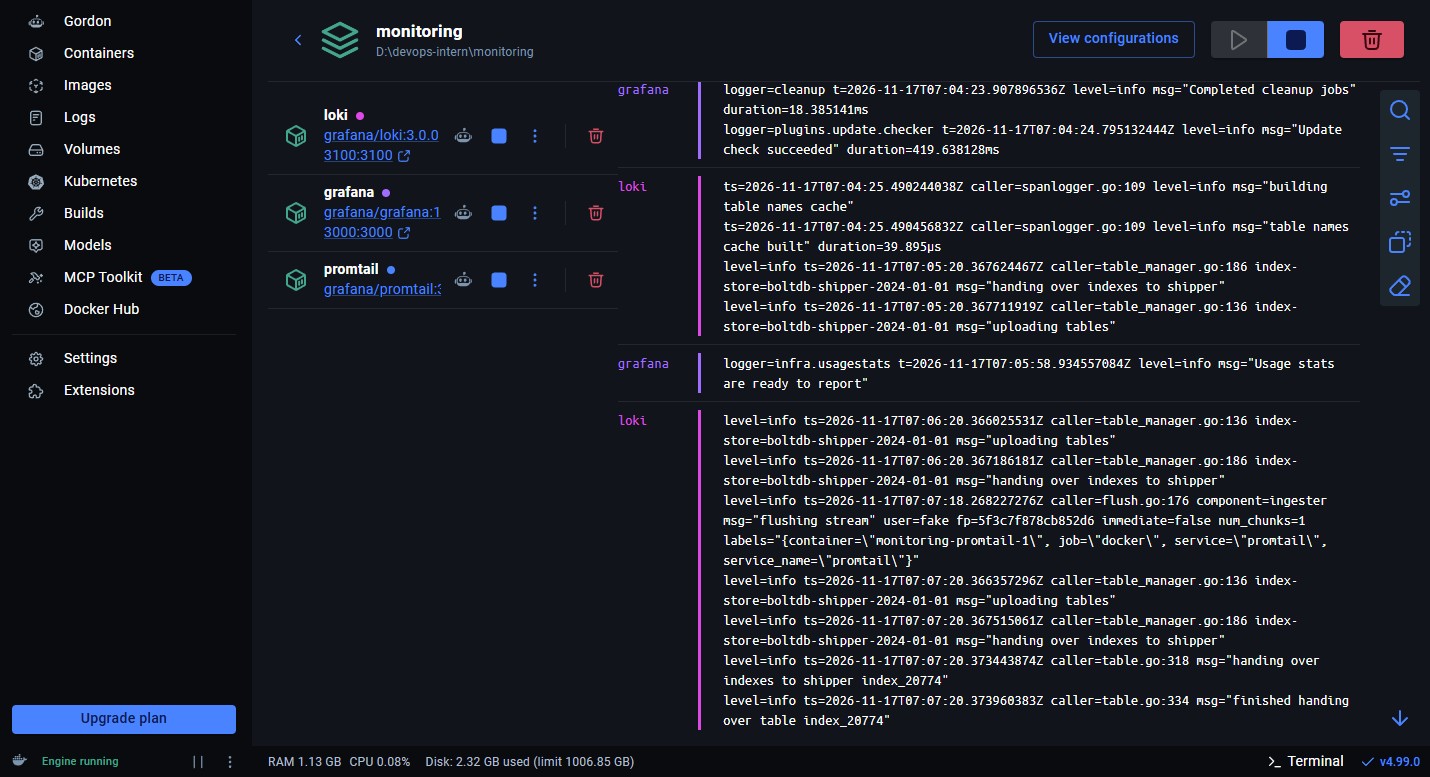 Gordon
Containers
Images
Logs
Volumes
Kubernetes
Builds
Models
MCP Toolkit BETA
Docker Hub
Settings
Extensions
Upgrade plan
Engine running
monitoring
D:\devops-intern\monitoring
View configurations
loki
grafana/loki:3.0.0
3100:3100
grafana
grafana/grafana:1
3000:3000
promtail
grafana/promtail:3
grafana
logger=cleanup t=2026-11-17T07:04:23.907896536Z level=info msg="Completed cleanup jobs"
duration=18.385141ms
logger=plugins.update.checker t=2026-11-17T07:04:24.795132444Z level=info msg="Update
check succeeded" duration=419.638128ms
loki
ts=2026-11-17T07:04:25.490244038Z caller=spanlogger.go:109 level=info msg="building
table names cache"
ts=2026-11-17T07:04:25.490456832Z caller=spanlogger.go:109 level=info msg="table names
cache built" duration=39.895µs
level=info ts=2026-11-17T07:05:20.367624467Z caller=table_manager.go:186 index-
store=boltdb-shipper-2024-01-01 msg="handing over indexes to shipper"
level=info ts=2026-11-17T07:05:20.367711919Z caller=table_manager.go:136 index-
store=boltdb-shipper-2024-01-01 msg="uploading tables"
grafana
logger=infra.usagestats t=2026-11-17T07:05:58.934557084Z level=info msg="Usage stats
are ready to report"
loki
level=info ts=2026-11-17T07:06:20.366025531Z caller=table_manager.go:136 index-
store=boltdb-shipper-2024-01-01 msg="uploading tables"
level=info ts=2026-11-17T07:06:20.367186181Z caller=table_manager.go:186 index-
store=boltdb-shipper-2024-01-01 msg="handing over indexes to shipper"
level=info ts=2026-11-17T07:07:18.268227276Z caller=flush.go:176 component=ingester
msg="flushing stream" user=fake fp=5f3c7f878cb852d6 immediate=false num_chunks=1
labels="{container=\"monitoring-promtail-1\", job=\"docker\", service=\"promtail\",
service_name=\"promtail\"}"
level=info ts=2026-11-17T07:07:20.366357296Z caller=table_manager.go:136 index-
store=boltdb-shipper-2024-01-01 msg="uploading tables"
level=info ts=2026-11-17T07:07:20.367515061Z caller=table_manager.go:186 index-
store=boltdb-shipper-2024-01-01 msg="handing over indexes to shipper"
level=info ts=2026-11-17T07:07:20.373443874Z caller=table.go:318 msg="handing over
indexes to shipper index_20774"
level=info ts=2026-11-17T07:07:20.373960383Z caller=table.go:334 msg="finished handing
over table index_20774"
RAM 1.13 GB CPU 0.08% Disk: 2.32 GB used (limit 1006.85 GB)
Terminal
v4.99.0